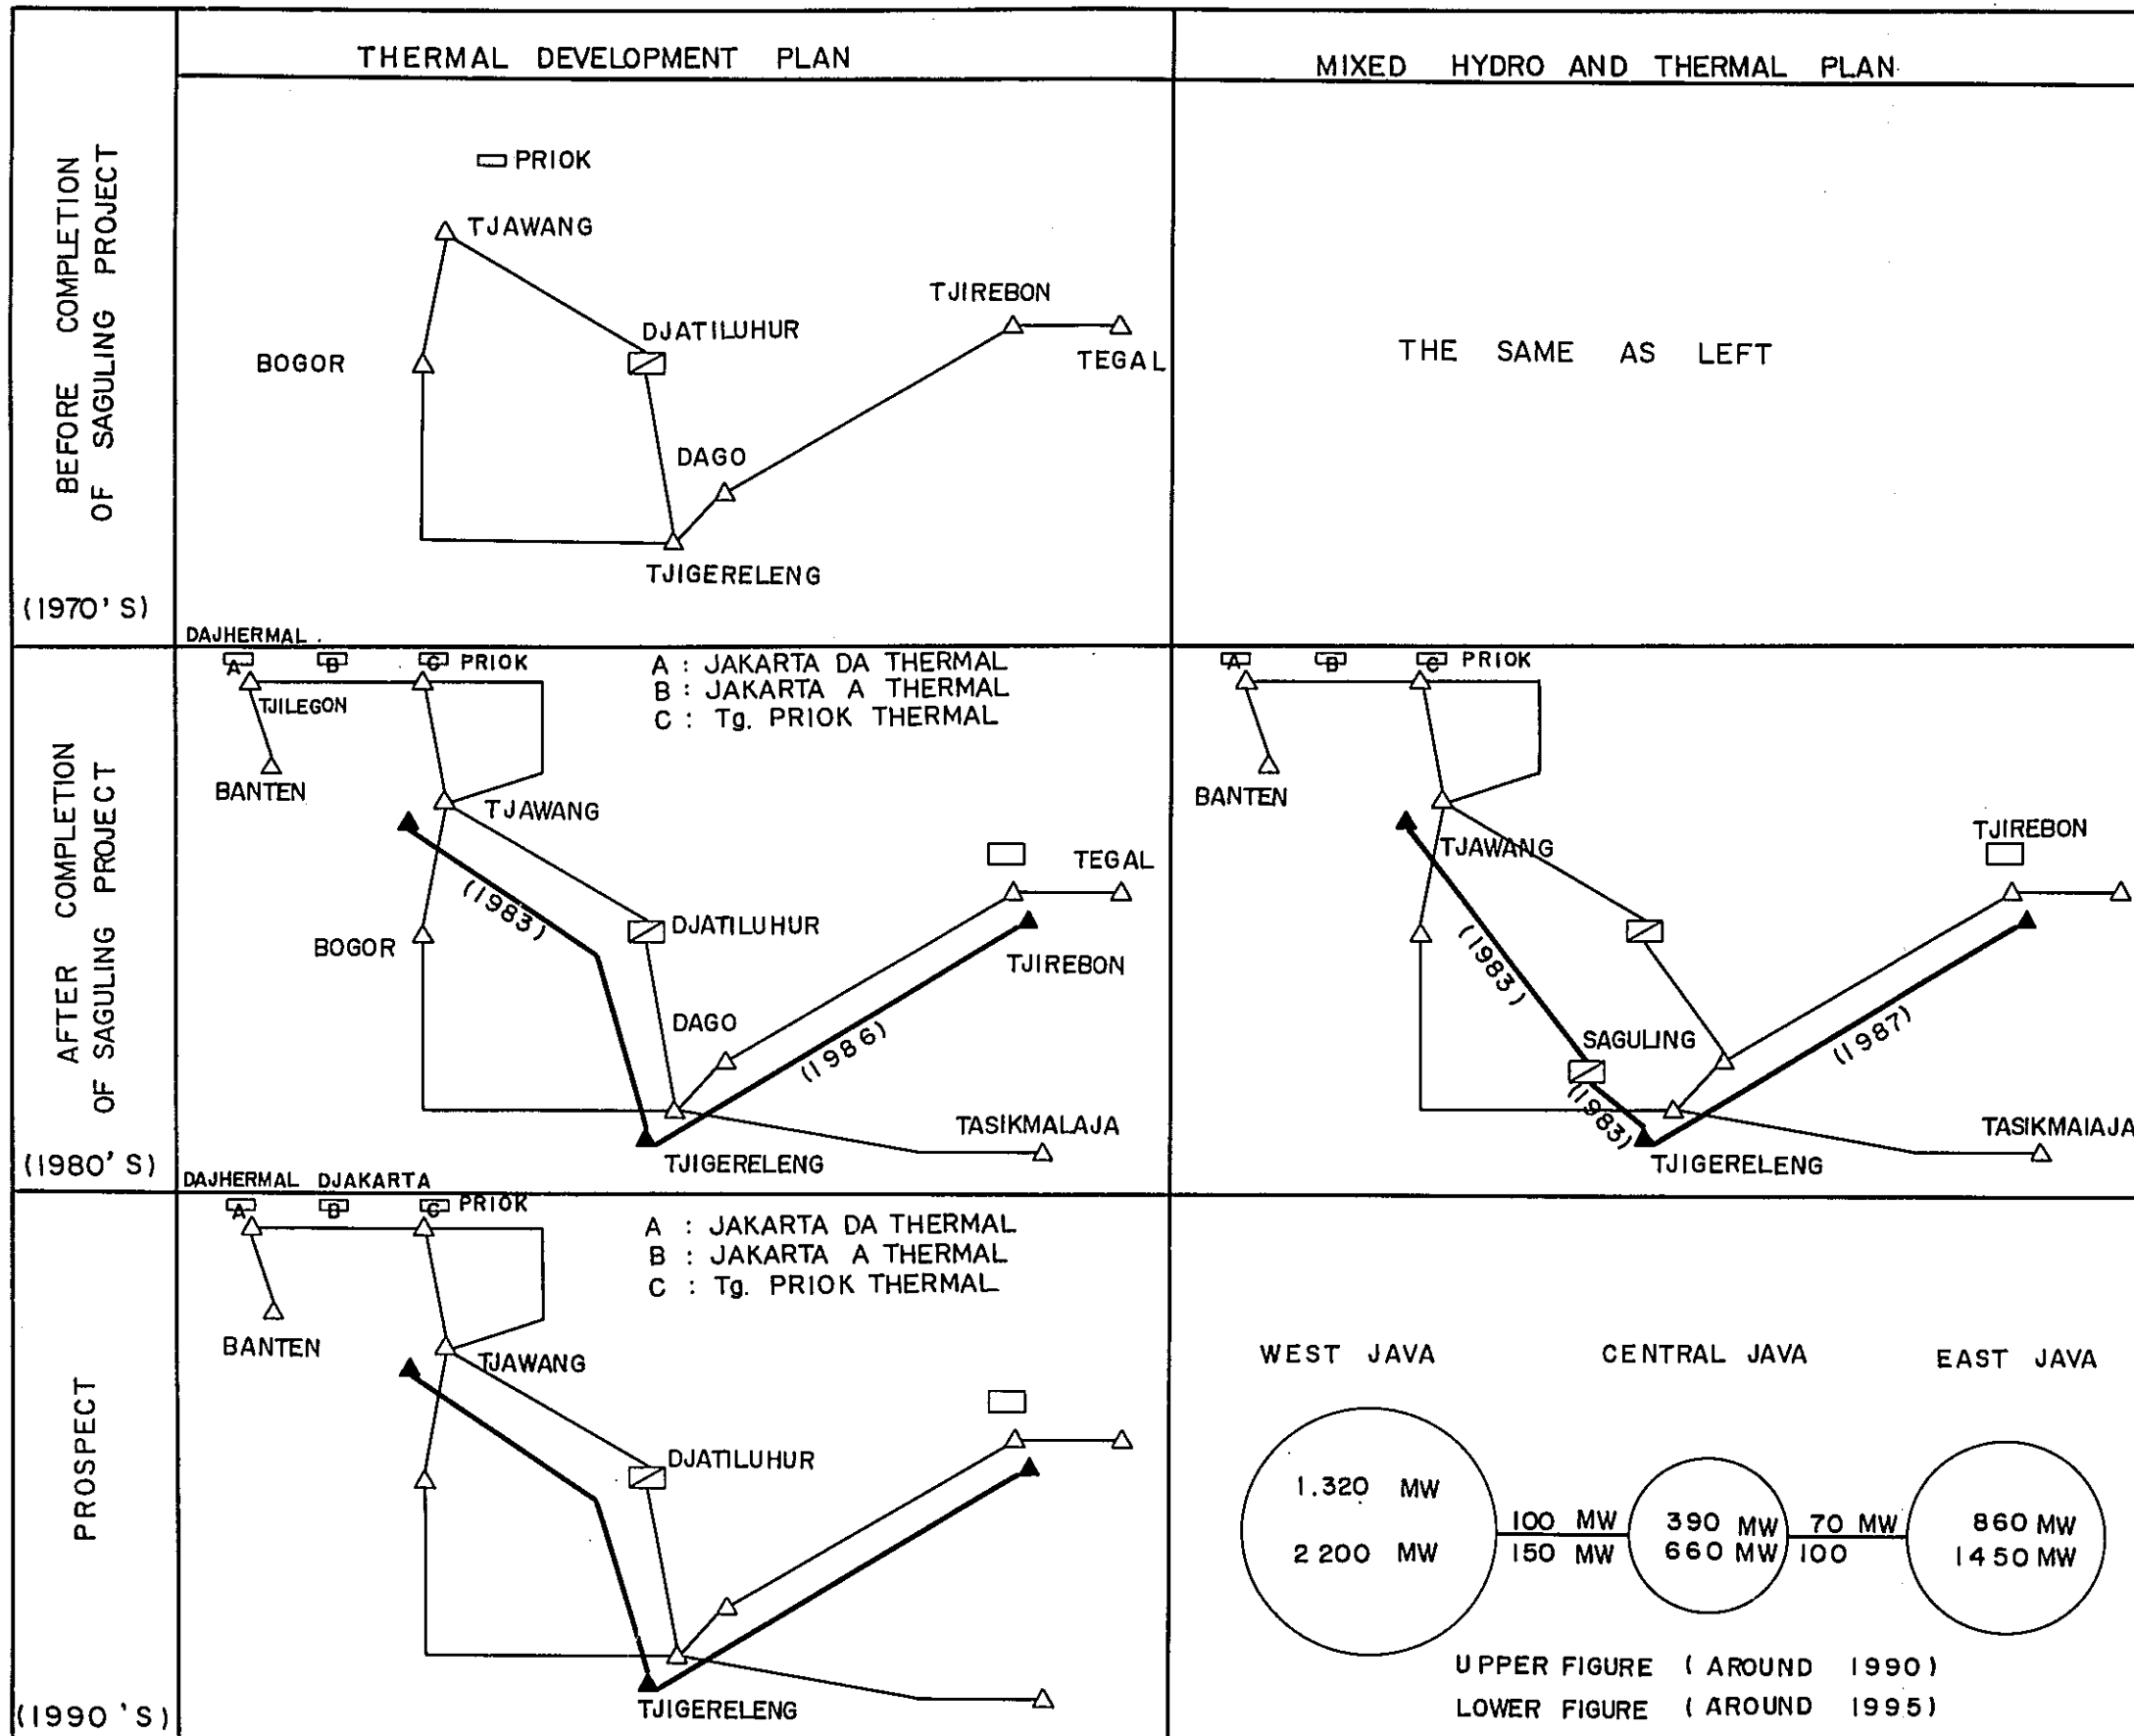 THERMAL DEVELOPMENT PLAN
MIXED HYDRO AND THERMAL PLAN
BEFORE COMPLETION
OF SAGULING PROJECT
(1970'S)
PRIOK
TJAWANG
TJIREBON
DJATILUHUR
BOGOR
TEGAL
DAGO
TJIGERELENG
THE SAME AS LEFT
AFTER COMPLETION
OF SAGULING PROJECT
(1980'S)
DAJHERMAL
A
B
C
PRIOK
A : JAKARTA DA THERMAL
B : JAKARTA A THERMAL
C : Tg. PRIOK THERMAL
TJILEGON
BANTEN
TJAWANG
TEGAL
(1983)
DJATILUHUR
BOGOR
TJIREBON
DAGO
(1986)
TASIKMALAJA
TJIGERELENG
A
B
C
PRIOK
BANTEN
TJIREBON
TJAWANG
(1983)
SAGULING
(1987)
(1983)
TASIKMAIAJA
TJIGERELENG
PROSPECT
(1990'S)
DAJHERMAL DJAKARTA
A
B
C
PRIOK
A : JAKARTA DA THERMAL
B : JAKARTA A THERMAL
C : Tg. PRIOK THERMAL
BANTEN
TJAWANG
DJATILUHUR
TJIGERELENG
WEST JAVA CENTRAL JAVA EAST JAVA
1.320 MW
100 MW 390 MW 70 MW 860 MW
2 200 MW 150 MW 660 MW 100 1450 MW
UPPER FIGURE (AROUND 1990)
LOWER FIGURE (AROUND 1995)